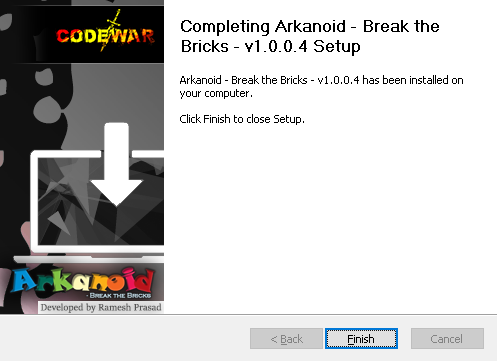 CODEWAR
Completing Arkanoid - Break the
Bricks - v1.0.0.4 Setup
Arkanoid - Break the Bricks - v1.0.0.4 has been installed on
your computer.
Click Finish to close Setup.
Arkanoid
- BREAK THE BRICKS
Developed by Ramesh Prasad
< Back
Finish
Cancel